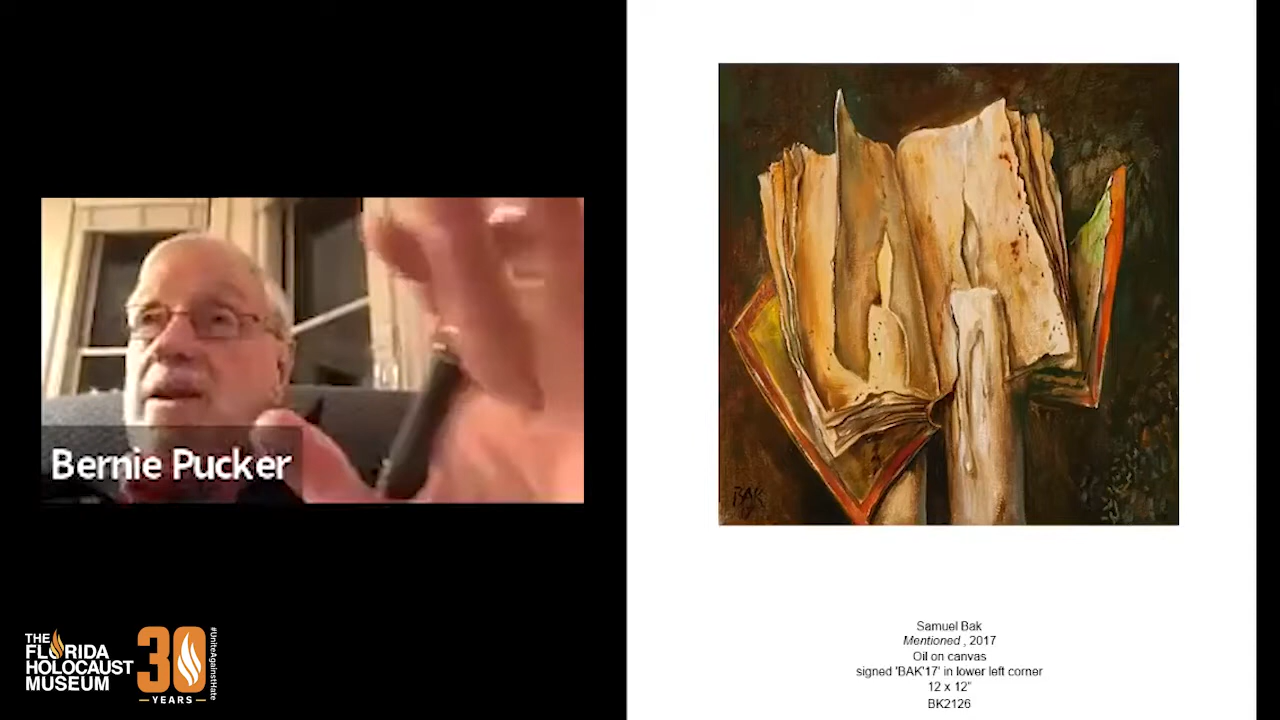 Bernie Pucker
THE
FLORIDA
HOLOCAUST
MUSEUM
30
YEARS
#UniteAgainstHate
BAK
Samuel Bak
Mentioned , 2017
Oil on canvas
signed 'BAK'17' in lower left corner
12 x 12"
BK2126